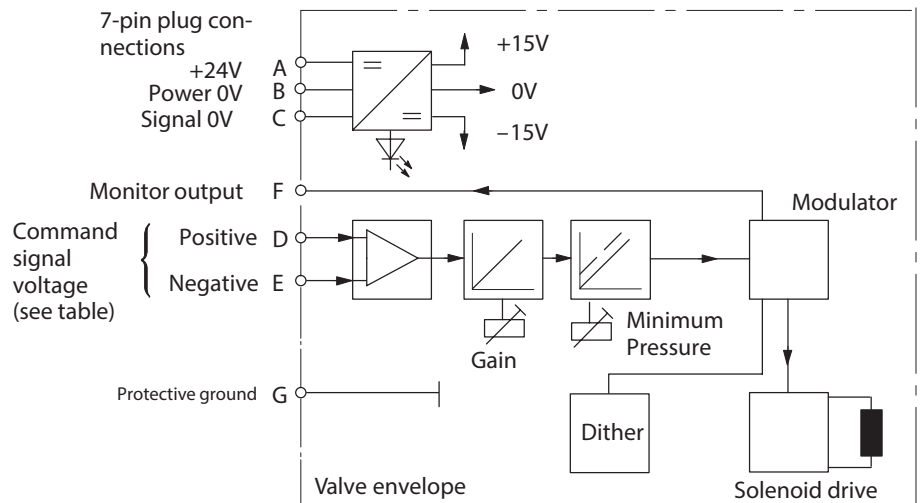 7-pin plug con-
nections
+24V A
Power 0V B
Signal 0V C
+15V
0V
–15V
Monitor output F
Modulator
Command
signal
voltage
(see table)
Positive D
Negative E
Gain
Minimum
Pressure
Protective ground G
Dither
Valve envelope
Solenoid drive